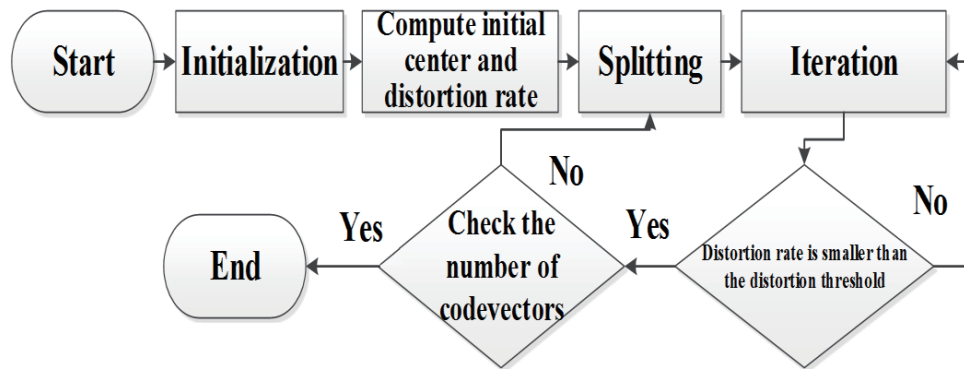 Start
Initialization
Compute initial
center and
distortion rate
Splitting
Iteration
No
No
Yes
Yes
Check the
number of
codevectors
Distortion rate is smaller than
the distortion threshold
End